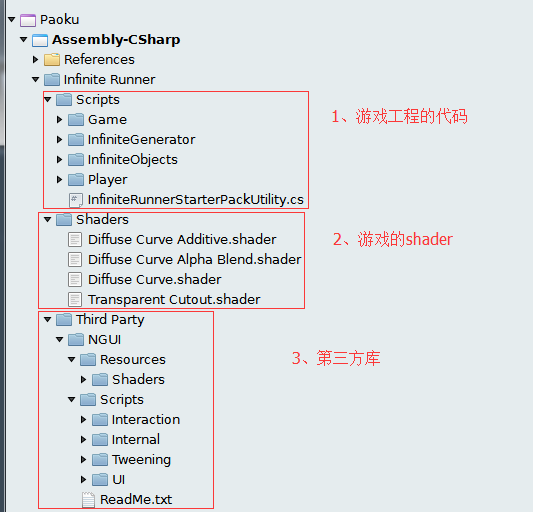 Paoku
Assembly-CSharp
References
Infinite Runner
Scripts
1、游戏工程的代码
Game
InfiniteGenerator
InfiniteObjects
Player
InfiniteRunnerStarterPackUtility.cs
Shaders
2、游戏的shader
Diffuse Curve Additive.shader
Diffuse Curve Alpha Blend.shader
Diffuse Curve.shader
Transparent Cutout.shader
Third Party
NGUI
3、第三方库
Resources
Shaders
Scripts
Interaction
Internal
Tweening
UI
ReadMe.txt